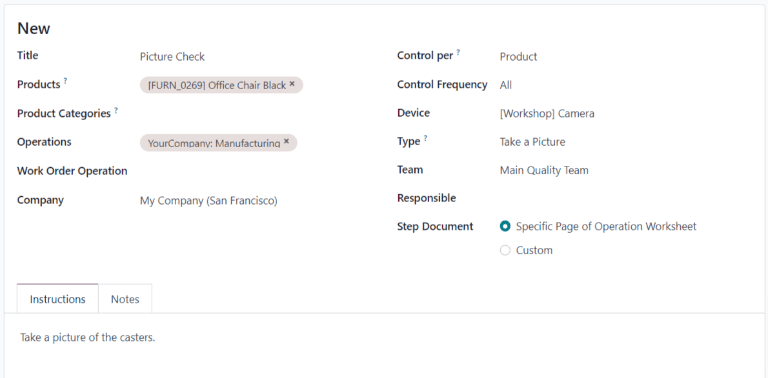 New
Title Picture Check
Products ? [FURN_0269] Office Chair Black ×
Product Categories ?
Operations YourCompany: Manufacturing ×
Work Order Operation
Company My Company (San Francisco)
Control per ? Product
Control Frequency All
Device [Workshop] Camera
Type ? Take a Picture
Team Main Quality Team
Responsible
Step Document Specific Page of Operation Worksheet
Custom
Instructions Notes
Take a picture of the casters.